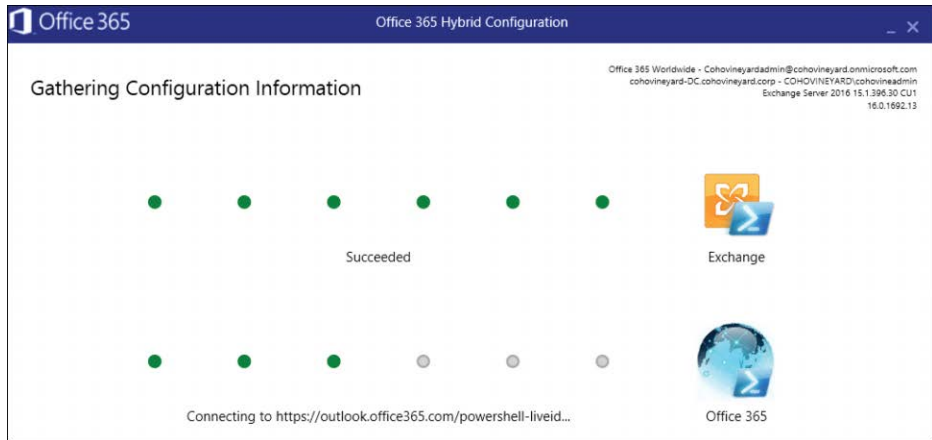 Office 365
Office 365 Hybrid Configuration
Gathering Configuration Information
Office 365 Worldwide - Cohovineyardadmin@cohovineyard.onmicrosoft.com
cohovineyard-DC.cohovineyard.corp - COHOVINEYARD\cohovineadmin
Exchange Server 2016 15.1.396.30 CU1
16.0.1692.13
Succeeded
Exchange
Connecting to https://outlook.office365.com/powershell-liveid...
Office 365